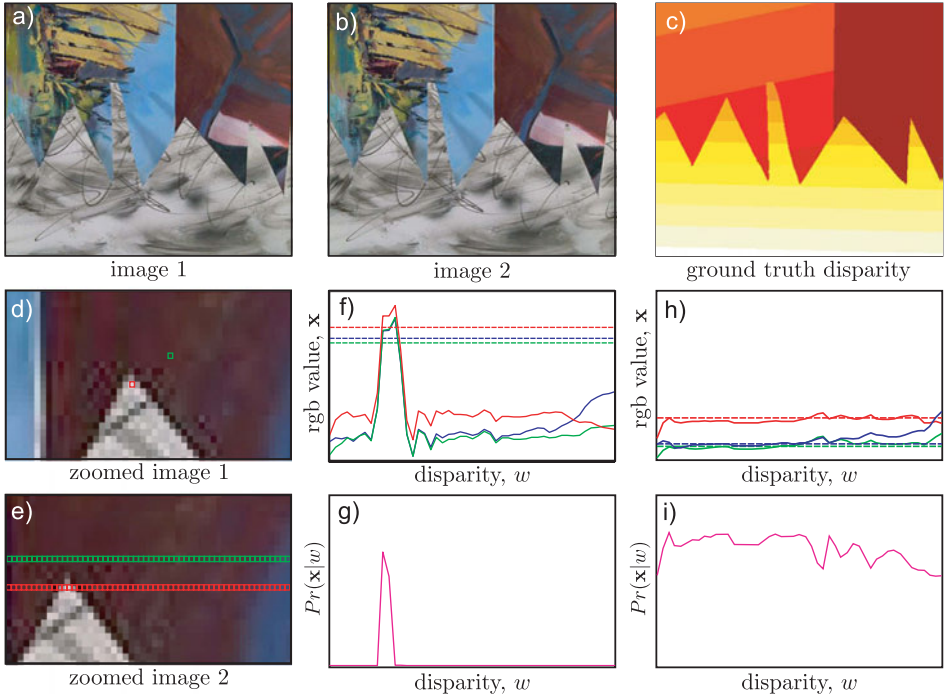 a)
b)
c)
image 1
image 2
ground truth disparity
d)
f)
h)
rgb value, x
rgb value, x
zoomed image 1
disparity, w
disparity, w
e)
g)
i)
Pr(x|w)
Pr(x|w)
zoomed image 2
disparity, w
disparity, w